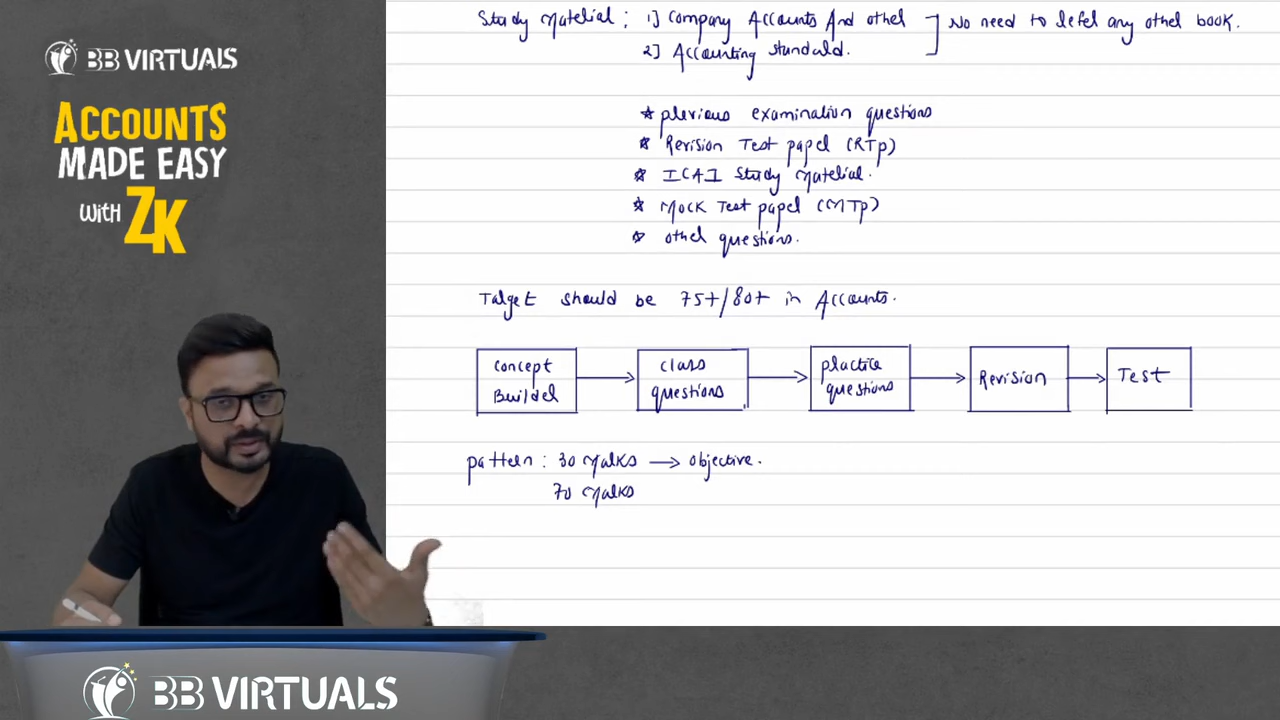 BB VIRTUALS
ACCOUNTS
MADE EASY
WITH ZK
Study Material : 1] Company Accounts And other
2] Accounting standard.
No need to refer any other book.
* previous examination questions
* Revision Test paper (RTP)
* ICAI Study Material.
* Mock Test paper (MTP)
* other questions.
Target should be 75+/80+ in Accounts.
concept Builder
class questions
practice questions
Revision
Test
pattern : 30 Marks → objective.
70 Marks
BB VIRTUALS